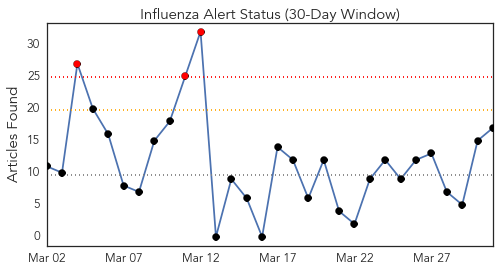 Influenza Alert Status (30-Day Window)
Articles Found
30
25
20
15
10
5
0
Mar 02 Mar 07 Mar 12 Mar 17 Mar 22 Mar 27